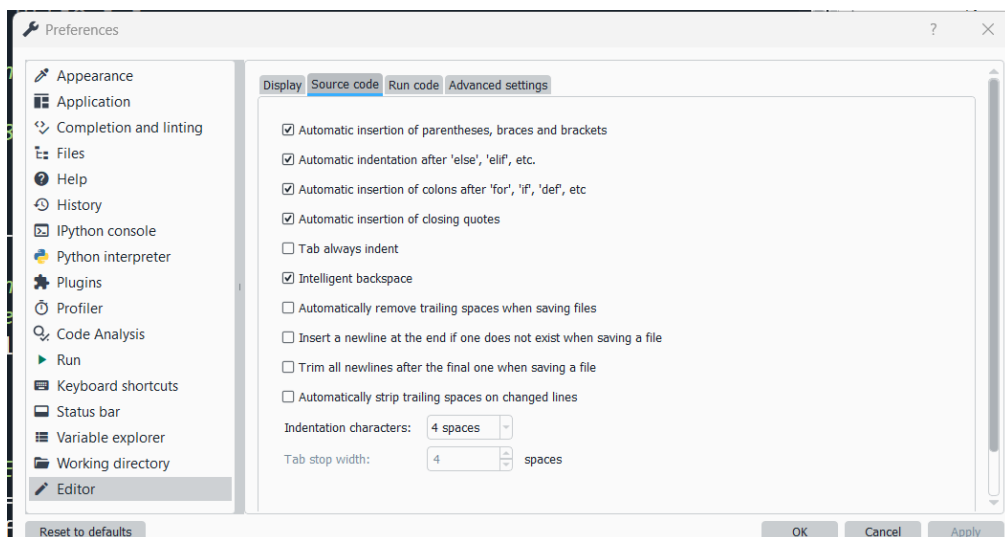 Preferences
?
Appearance
Application
Completion and linting
Files
Help
History
IPython console
Python interpreter
Plugins
Profiler
Code Analysis
Run
Keyboard shortcuts
Status bar
Variable explorer
Working directory
Editor
Display Source code Run code Advanced settings
Automatic insertion of parentheses, braces and brackets
Automatic indentation after 'else', 'elif', etc.
Automatic insertion of colons after 'for', 'if', 'def', etc
Automatic insertion of closing quotes
Tab always indent
Intelligent backspace
Automatically remove trailing spaces when saving files
Insert a newline at the end if one does not exist when saving a file
Trim all newlines after the final one when saving a file
Automatically strip trailing spaces on changed lines
Indentation characters: 4 spaces
Tab stop width: 4 spaces
Reset to defaults OK Cancel Apply